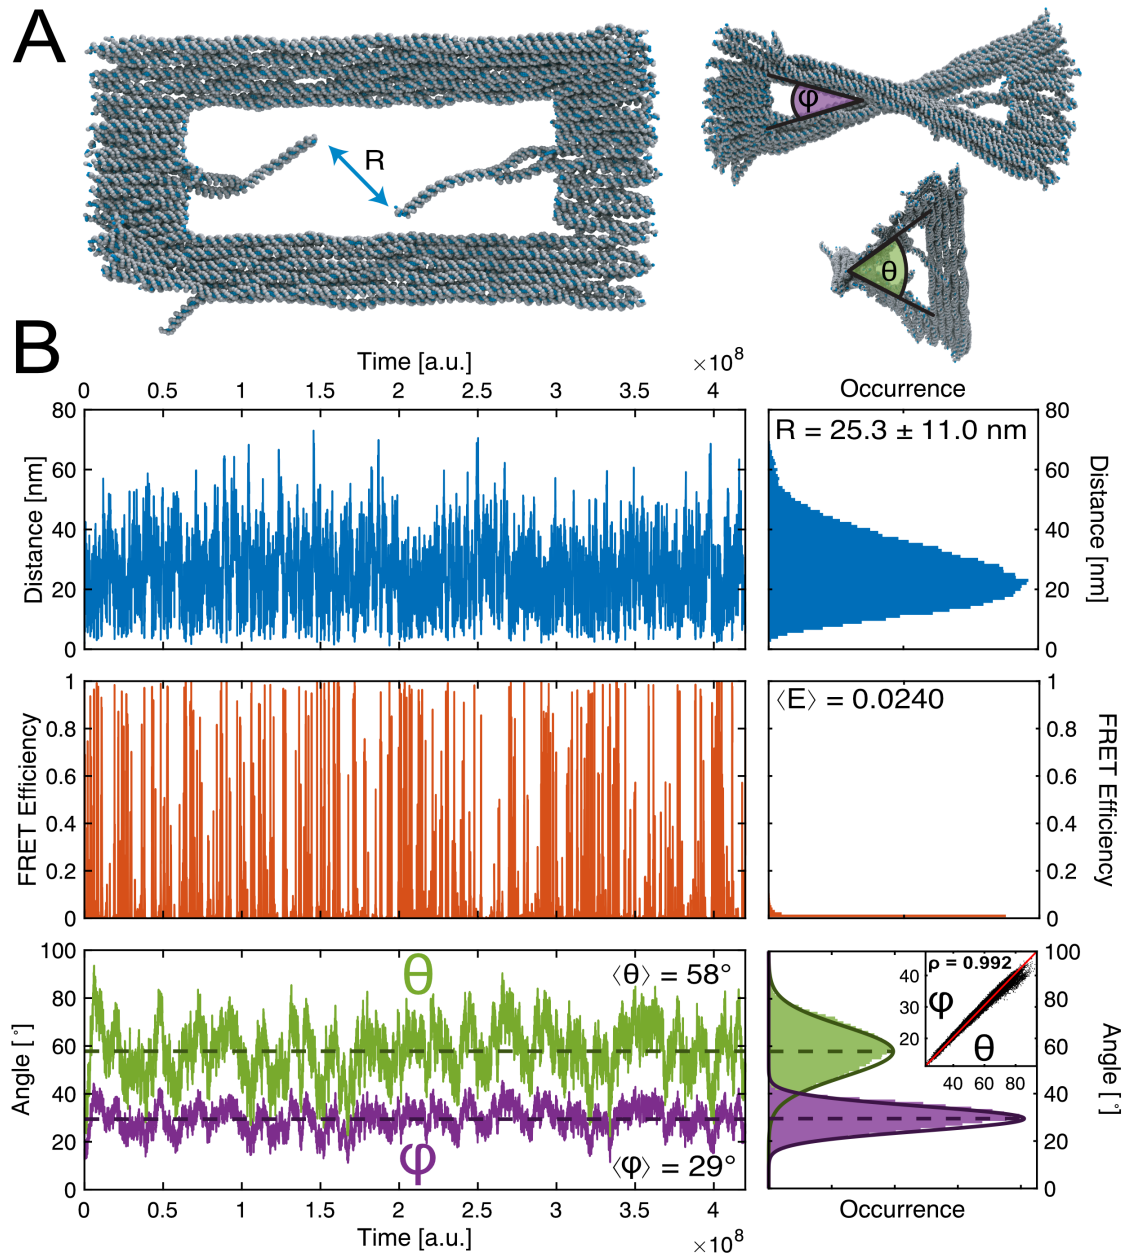 A
R
φ
θ
B
Time [a.u.]
×10⁸
0 0.5 1 1.5 2 2.5 3 3.5 4
Occurrence
80
60
40
20
0
Distance [nm]
R = 25.3 ± 11.0 nm
80
60
40
20
0
Distance [nm]
1
0.8
0.6
0.4
0.2
0
FRET Efficiency
⟨E⟩ = 0.0240
1
0.8
0.6
0.4
0.2
0
FRET Efficiency
100
80
60
40
20
0
Angle [°]
θ
⟨θ⟩ = 58°
φ
⟨φ⟩ = 29°
0 0.5 1 1.5 2 2.5 3 3.5 4
Time [a.u.]
×10⁸
ρ = 0.992
40
30
20
φ
θ
40 60 80
100
80
60
40
20
0
Angle [°]
Occurrence